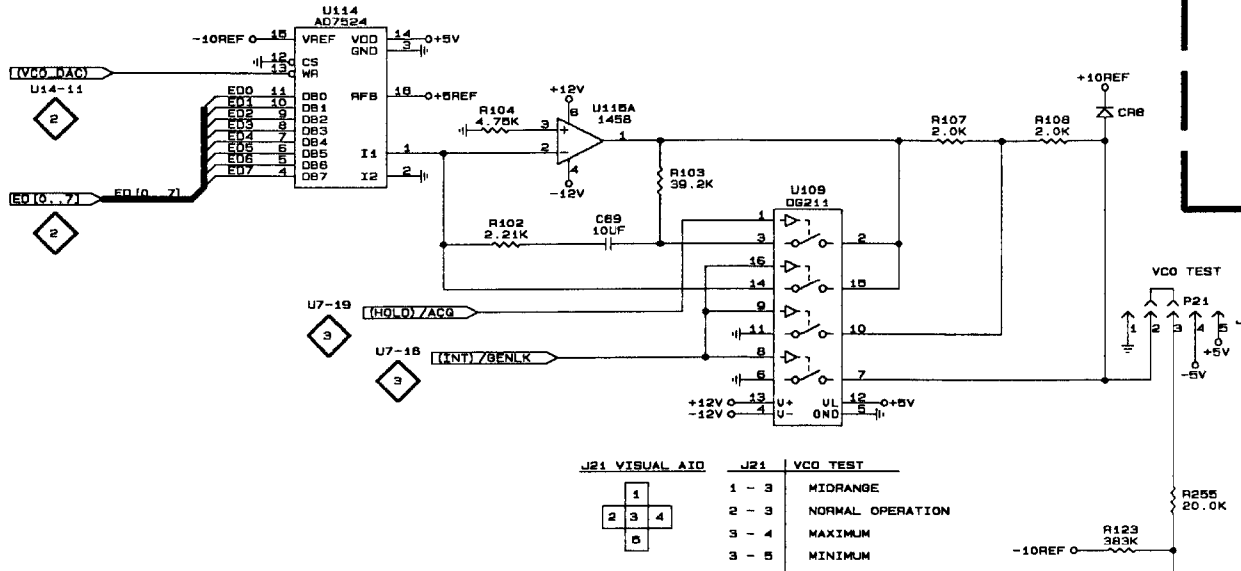 U114
AD7524
-10REF 15 VREF VDD 14 +5V
GND 3
12 CS
13 WR
(VCO_DAC)
U14-11
2
ED0 11 DB0 RFB 16 +5REF
ED1 10 DB1
ED2 9 DB2
ED3 8 DB3
ED4 7 DB4
ED5 6 DB5 I1 1
ED6 5 DB6
ED7 4 DB7 I2 2
ED[0..7] ED[0..7]
2
+12V
8
U115A
1458
R104
4.75K
3 +
2 -
1
4
-12V
R103
39.2K
R102
2.21K
C69
10UF
R107
2.0K
R108
2.0K
+10REF
CR8
U109
DG211
1
3 2
16
14 15
9
11 10
8
6 7
+12V 13 V+ VL 12 +5V
-12V 4 V- GND 5
U7-19
(HOLD)/ACQ
3
U7-18
(INT)/GENLK
3
VCO TEST
P21
1 2 3 4 5
+5V
-5V
J21 VISUAL AID
1
2 3 4
5
J21 VCO TEST
1 - 3 MIDRANGE
2 - 3 NORMAL OPERATION
3 - 4 MAXIMUM
3 - 5 MINIMUM
R255
20.0K
R123
383K
-10REF